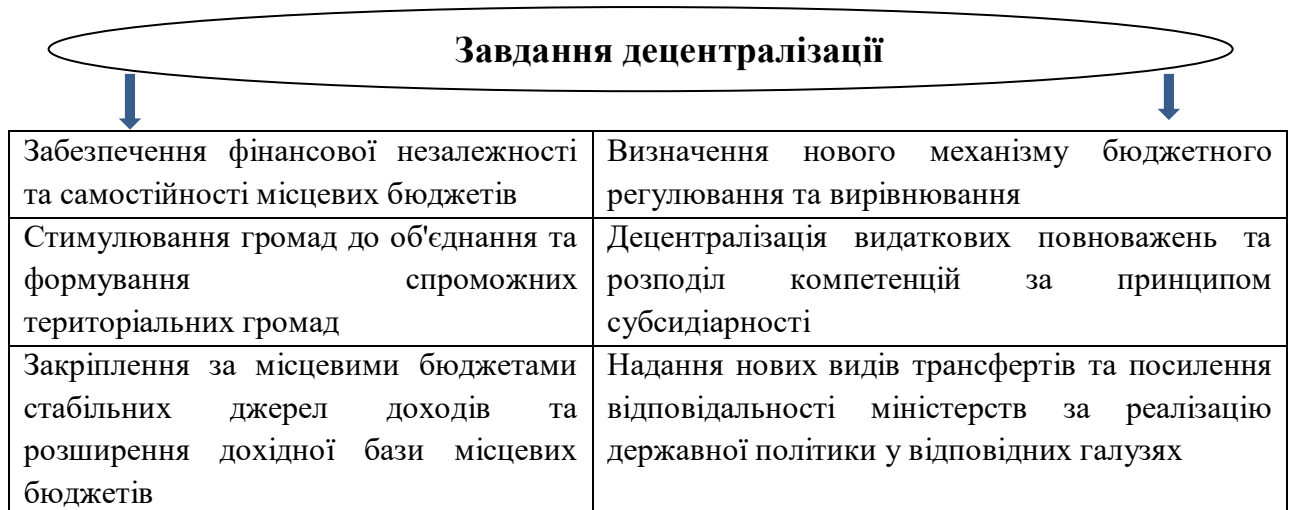 Завдання децентралізації
Забезпечення фінансової незалежності
та самостійності місцевих бюджетів
Визначення нового механізму бюджетного
регулювання та вирівнювання
Стимулювання громад до об'єднання та
формування спроможних
територіальних громад
Децентралізація видаткових повноважень та
розподіл компетенцій за принципом
субсидіарності
Закріплення за місцевими бюджетами
стабільних джерел доходів та
розширення дохідної бази місцевих
бюджетів
Надання нових видів трансфертів та посилення
відповідальності міністерств за реалізацію
державної політики у відповідних галузях